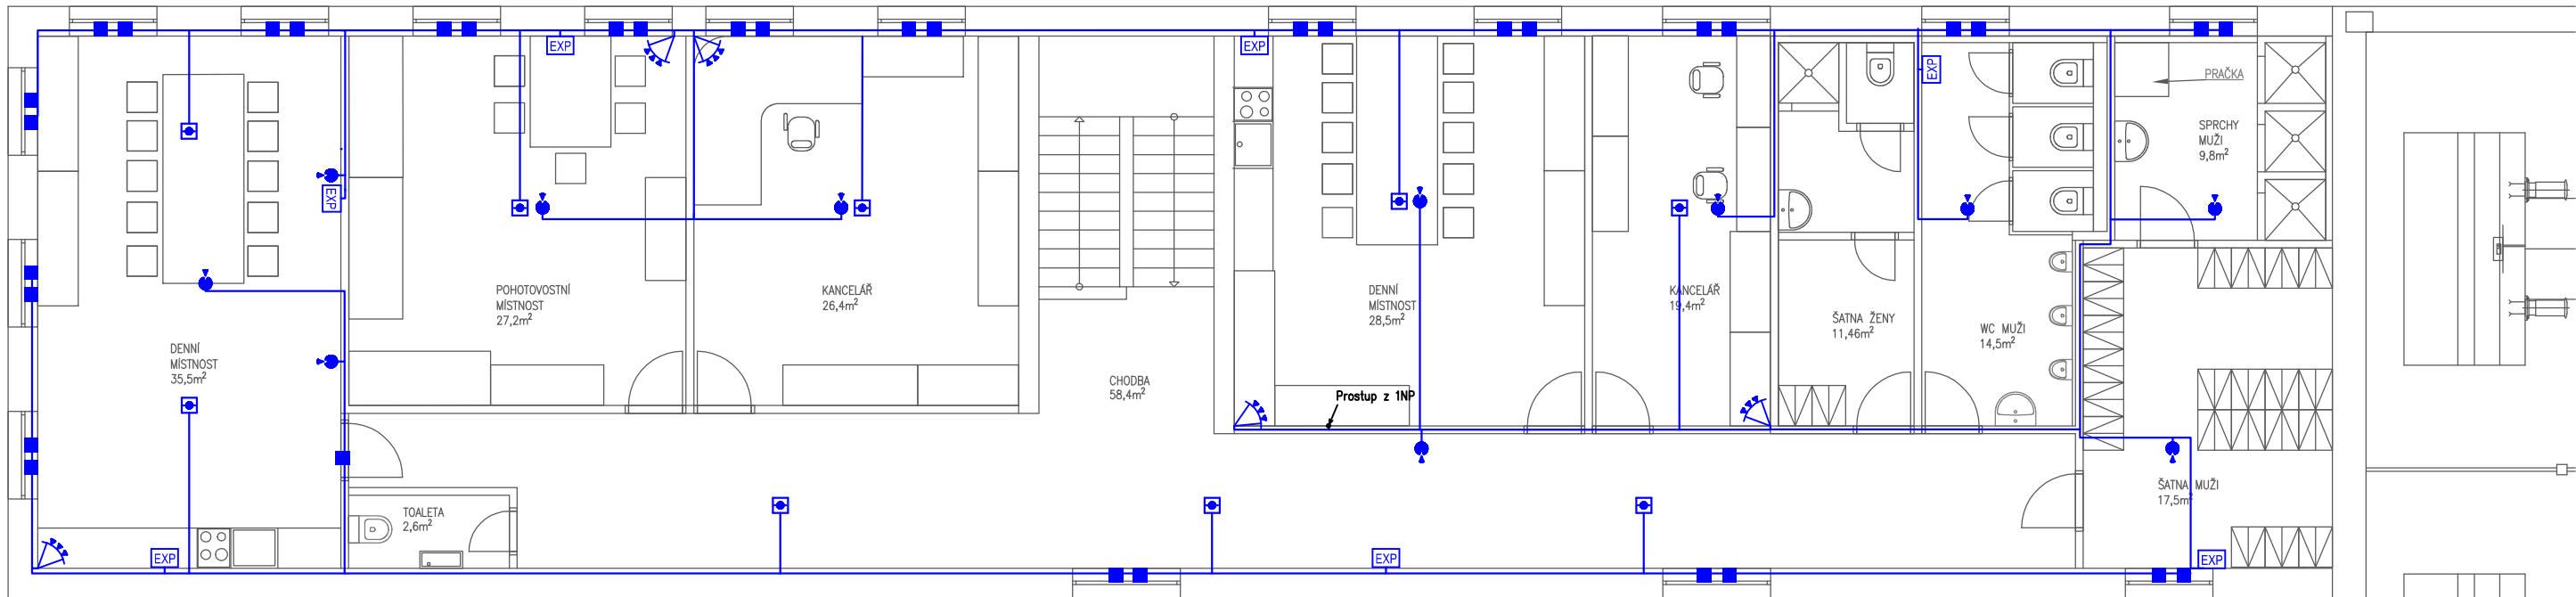 EXP
EXP
EXP
PRAČKA
SPRCHY
MUŽI
9,8m²
EXP
POHOTOVOSTNÍ
MÍSTNOST
27,2m²
KANCELÁŘ
26,4m²
DENNÍ
MÍSTNOST
28,5m²
KANCELÁŘ
19,4m²
ŠATNA ŽENY
11,46m²
WC MUŽI
14,5m²
DENNÍ
MÍSTNOST
35,5m²
CHODBA
58,4m²
Prostup z 1NP
TOALETA
2,6m²
ŠATNA MUŽI
17,5m²
EXP
EXP
EXP